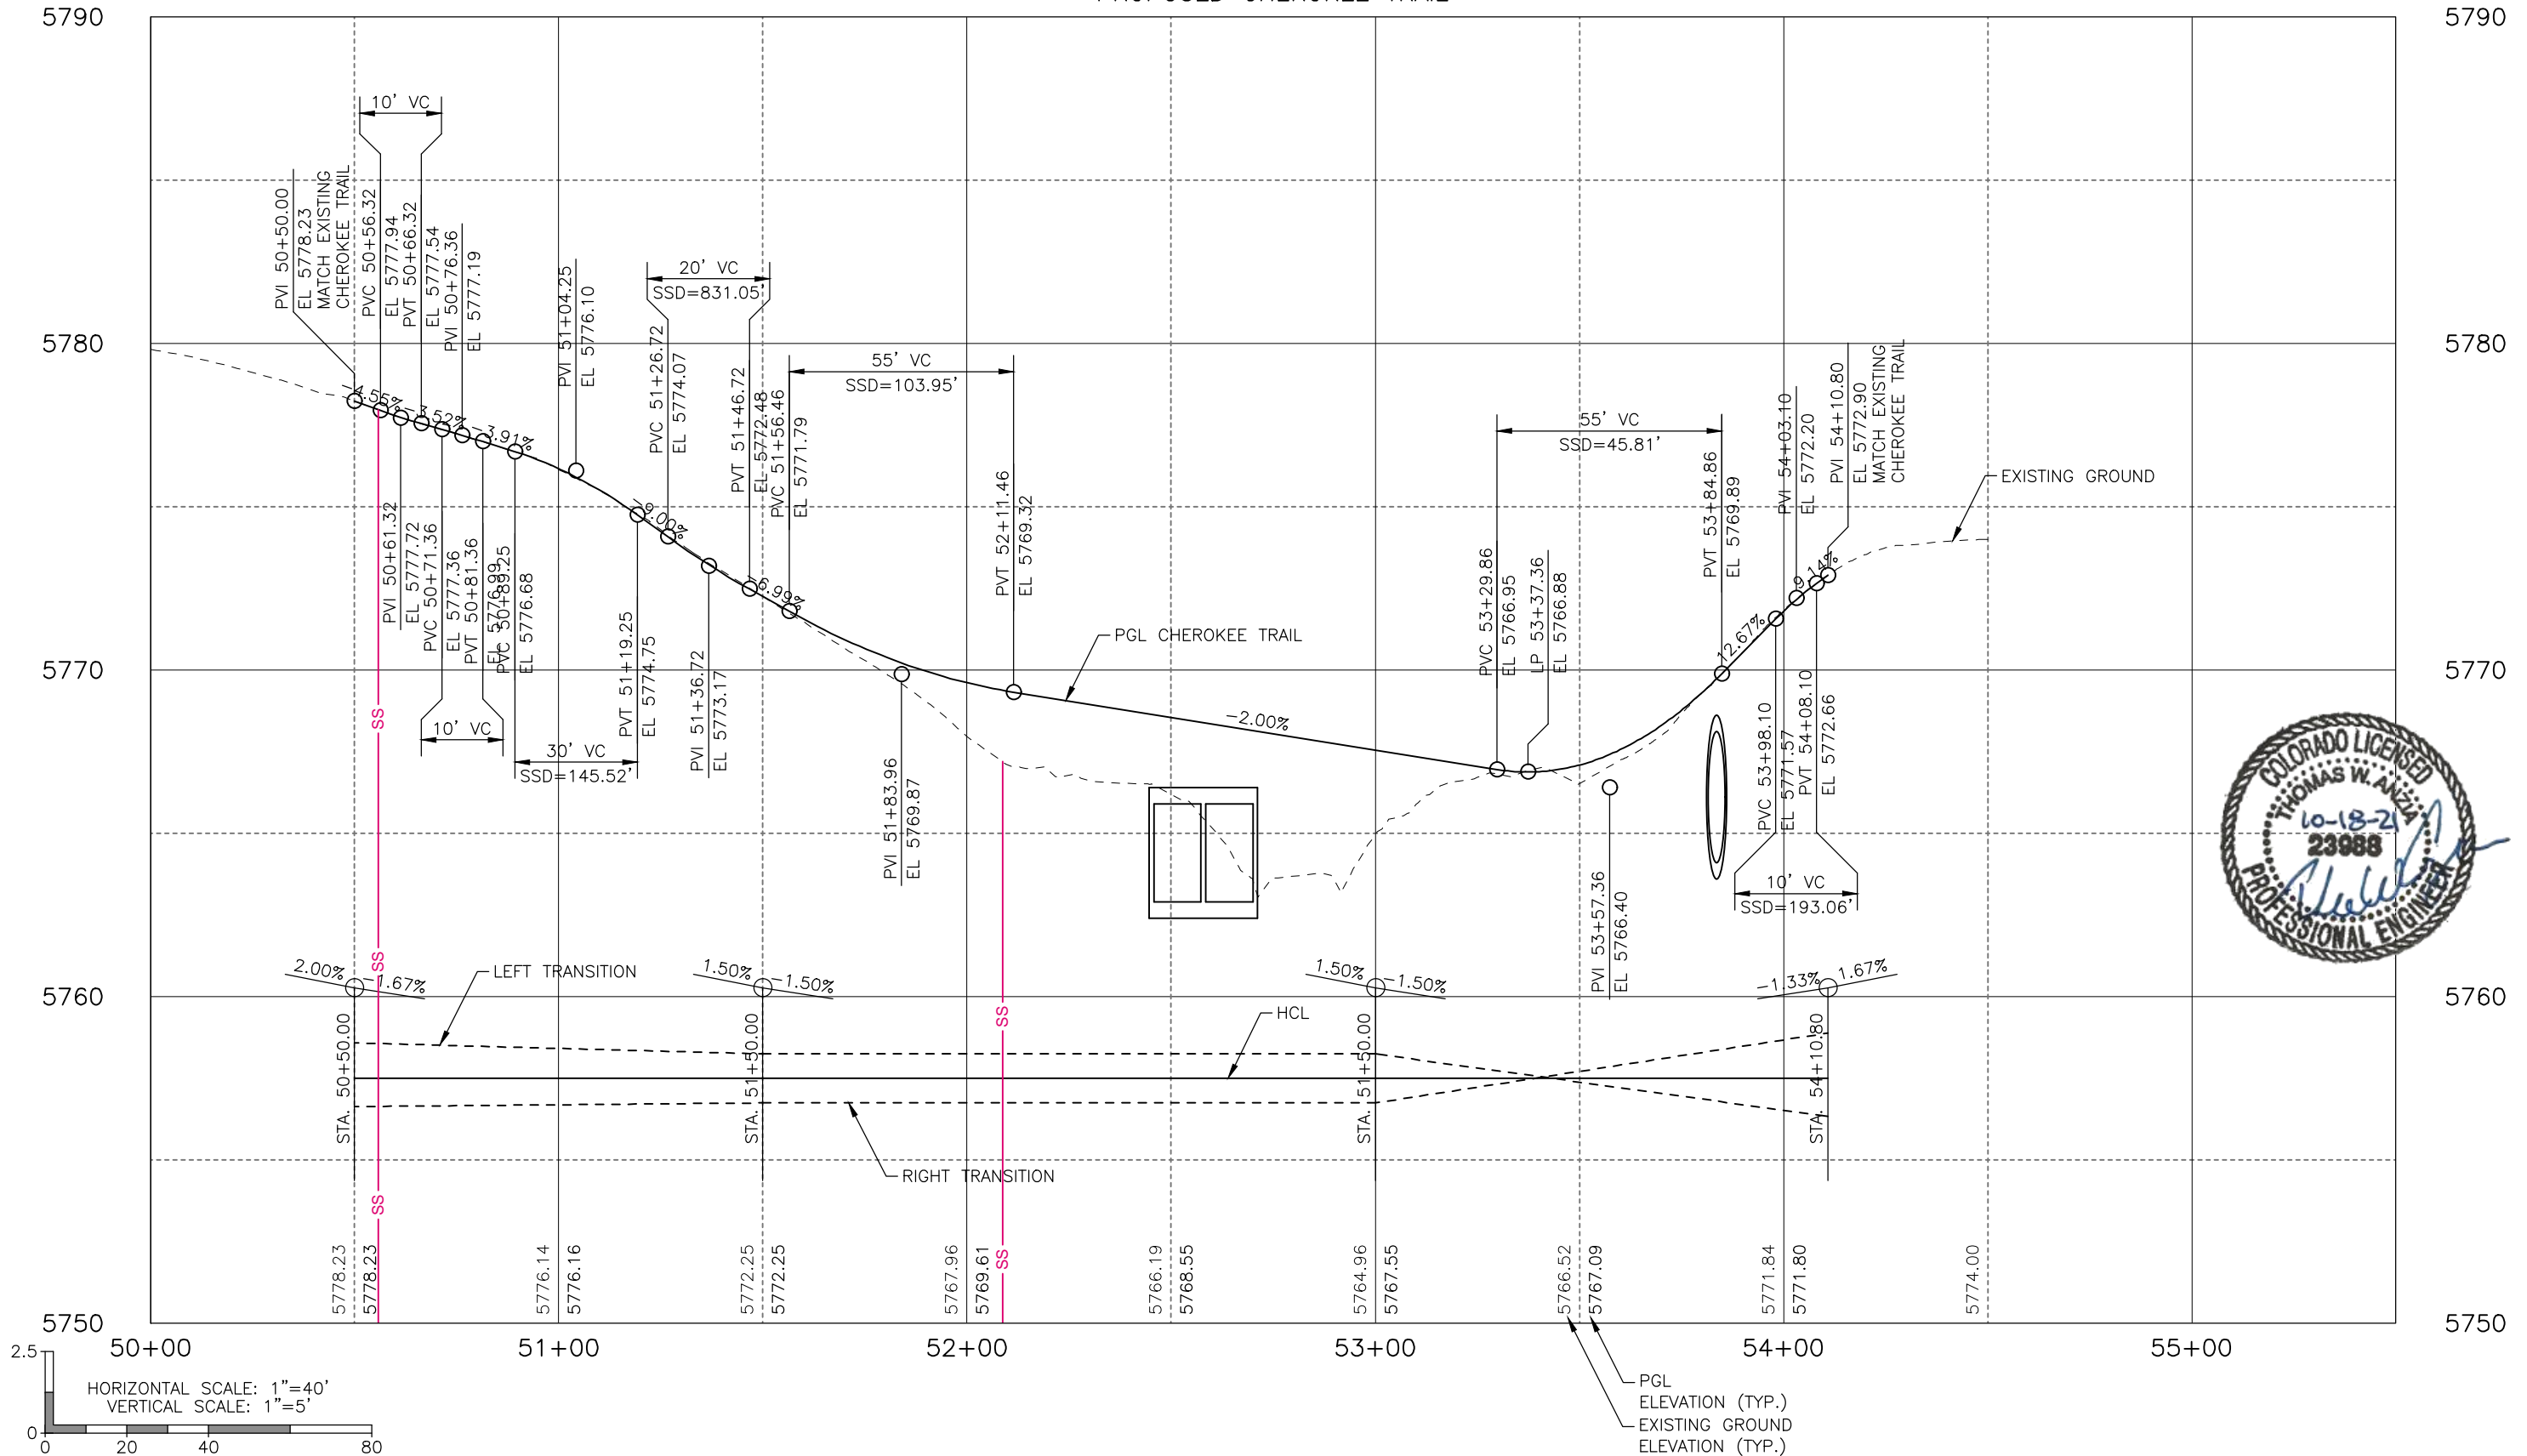 PROPOSED CHEROKEE TRAIL
5790
5790
10' VC
PVI 50+50.00
EL 5778.23
MATCH EXISTING
CHEROKEE TRAIL
PVC 50+56.32
EL 5777.94
PVT 50+66.32
EL 5777.54
PVI 50+76.36
EL 5777.19
PVI 51+04.25
EL 5776.10
20' VC
SSD=831.05'
PVC 51+26.72
EL 5774.07
PVT 51+46.72
EL 5772.48
PVC 51+56.46
EL 5771.79
55' VC
SSD=103.95'
PVT 52+11.46
EL 5769.32
55' VC
SSD=45.81'
PVC 53+29.86
EL 5766.95
LP 53+37.36
EL 5766.88
PVT 53+84.86
EL 5769.89
PVI 54+03.10
EL 5772.20
PVI 54+10.80
EL 5772.90
MATCH EXISTING
CHEROKEE TRAIL
5780
5780
-4.55%
-3.52%
-3.91%
-9.00%
-6.99%
-2.00%
12.67%
9.14%
EXISTING GROUND
PGL CHEROKEE TRAIL
PVI 50+61.32
EL 5777.72
PVC 50+71.36
EL 5777.36
PVT 50+81.36
EL 5776.99
PVC 50+89.25
EL 5776.68
10' VC
30' VC
SSD=145.52'
PVT 51+19.25
EL 5774.75
PVI 51+36.72
EL 5773.17
PVI 51+83.96
EL 5769.87
PVI 53+57.36
EL 5766.40
PVC 53+98.10
EL 5771.57
PVT 54+08.10
EL 5772.66
10' VC
SSD=193.06'
5770
5770
SS
SS
SS
SS
SS
COLORADO LICENSED
THOMAS W. ANZIA
10-18-21
23988
PROFESSIONAL ENGINEER
2.00%
-1.67%
1.50%
-1.50%
1.50%
-1.50%
-1.33%
1.67%
5760
5760
LEFT TRANSITION
HCL
RIGHT TRANSITION
STA. 50+50.00
STA. 51+50.00
STA. 51+50.00
STA. 54+10.80
5778.23
5778.23
5776.14
5776.16
5772.25
5772.25
5767.96
5769.61
5766.19
5768.55
5764.96
5767.55
5766.52
5767.09
5771.84
5771.80
5774.00
5750
5750
50+00
51+00
52+00
53+00
54+00
55+00
2.5
HORIZONTAL SCALE: 1"=40'
VERTICAL SCALE: 1"=5'
0
0
20
40
80
PGL
ELEVATION (TYP.)
EXISTING GROUND
ELEVATION (TYP.)